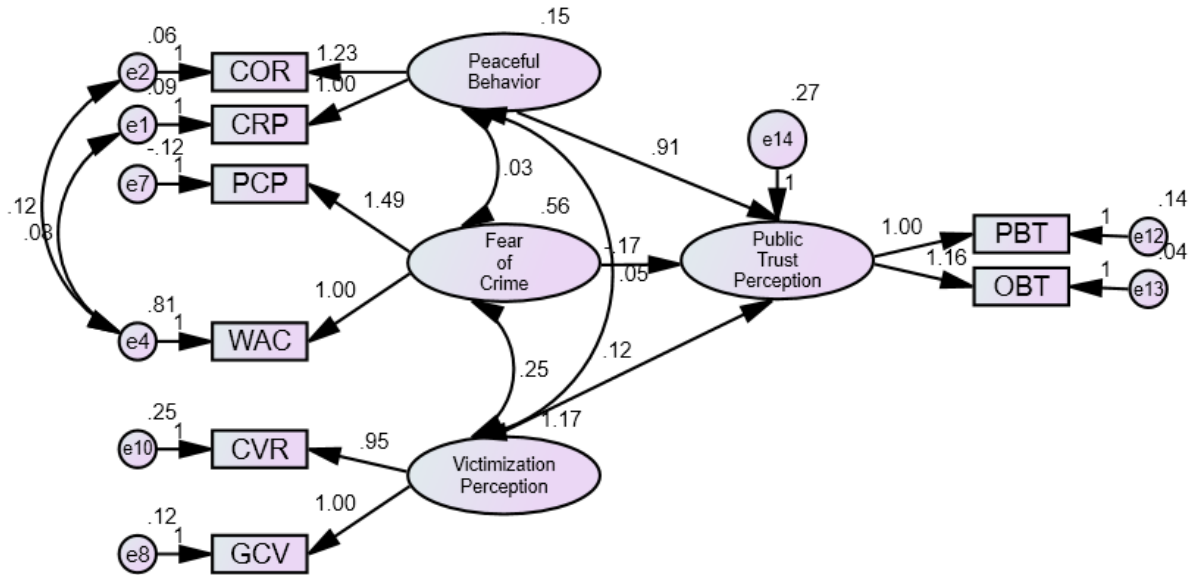 .15
.06
1
e2
COR
1.23
Peaceful
Behavior
.09
1
e1
CRP
1.00
.27
e14
1
-.12
1
e7
PCP
.91
.03
1.49
.12
.08
.56
Fear
of
Crime
-.17
.05
Public
Trust
Perception
1.00
PBT
1
.14
e12
1.16
OBT
1
.04
e13
.81
1
e4
WAC
1.00
.25
.12
1.17
.25
1
e10
CVR
.95
Victimization
Perception
.12
1
e8
GCV
1.00